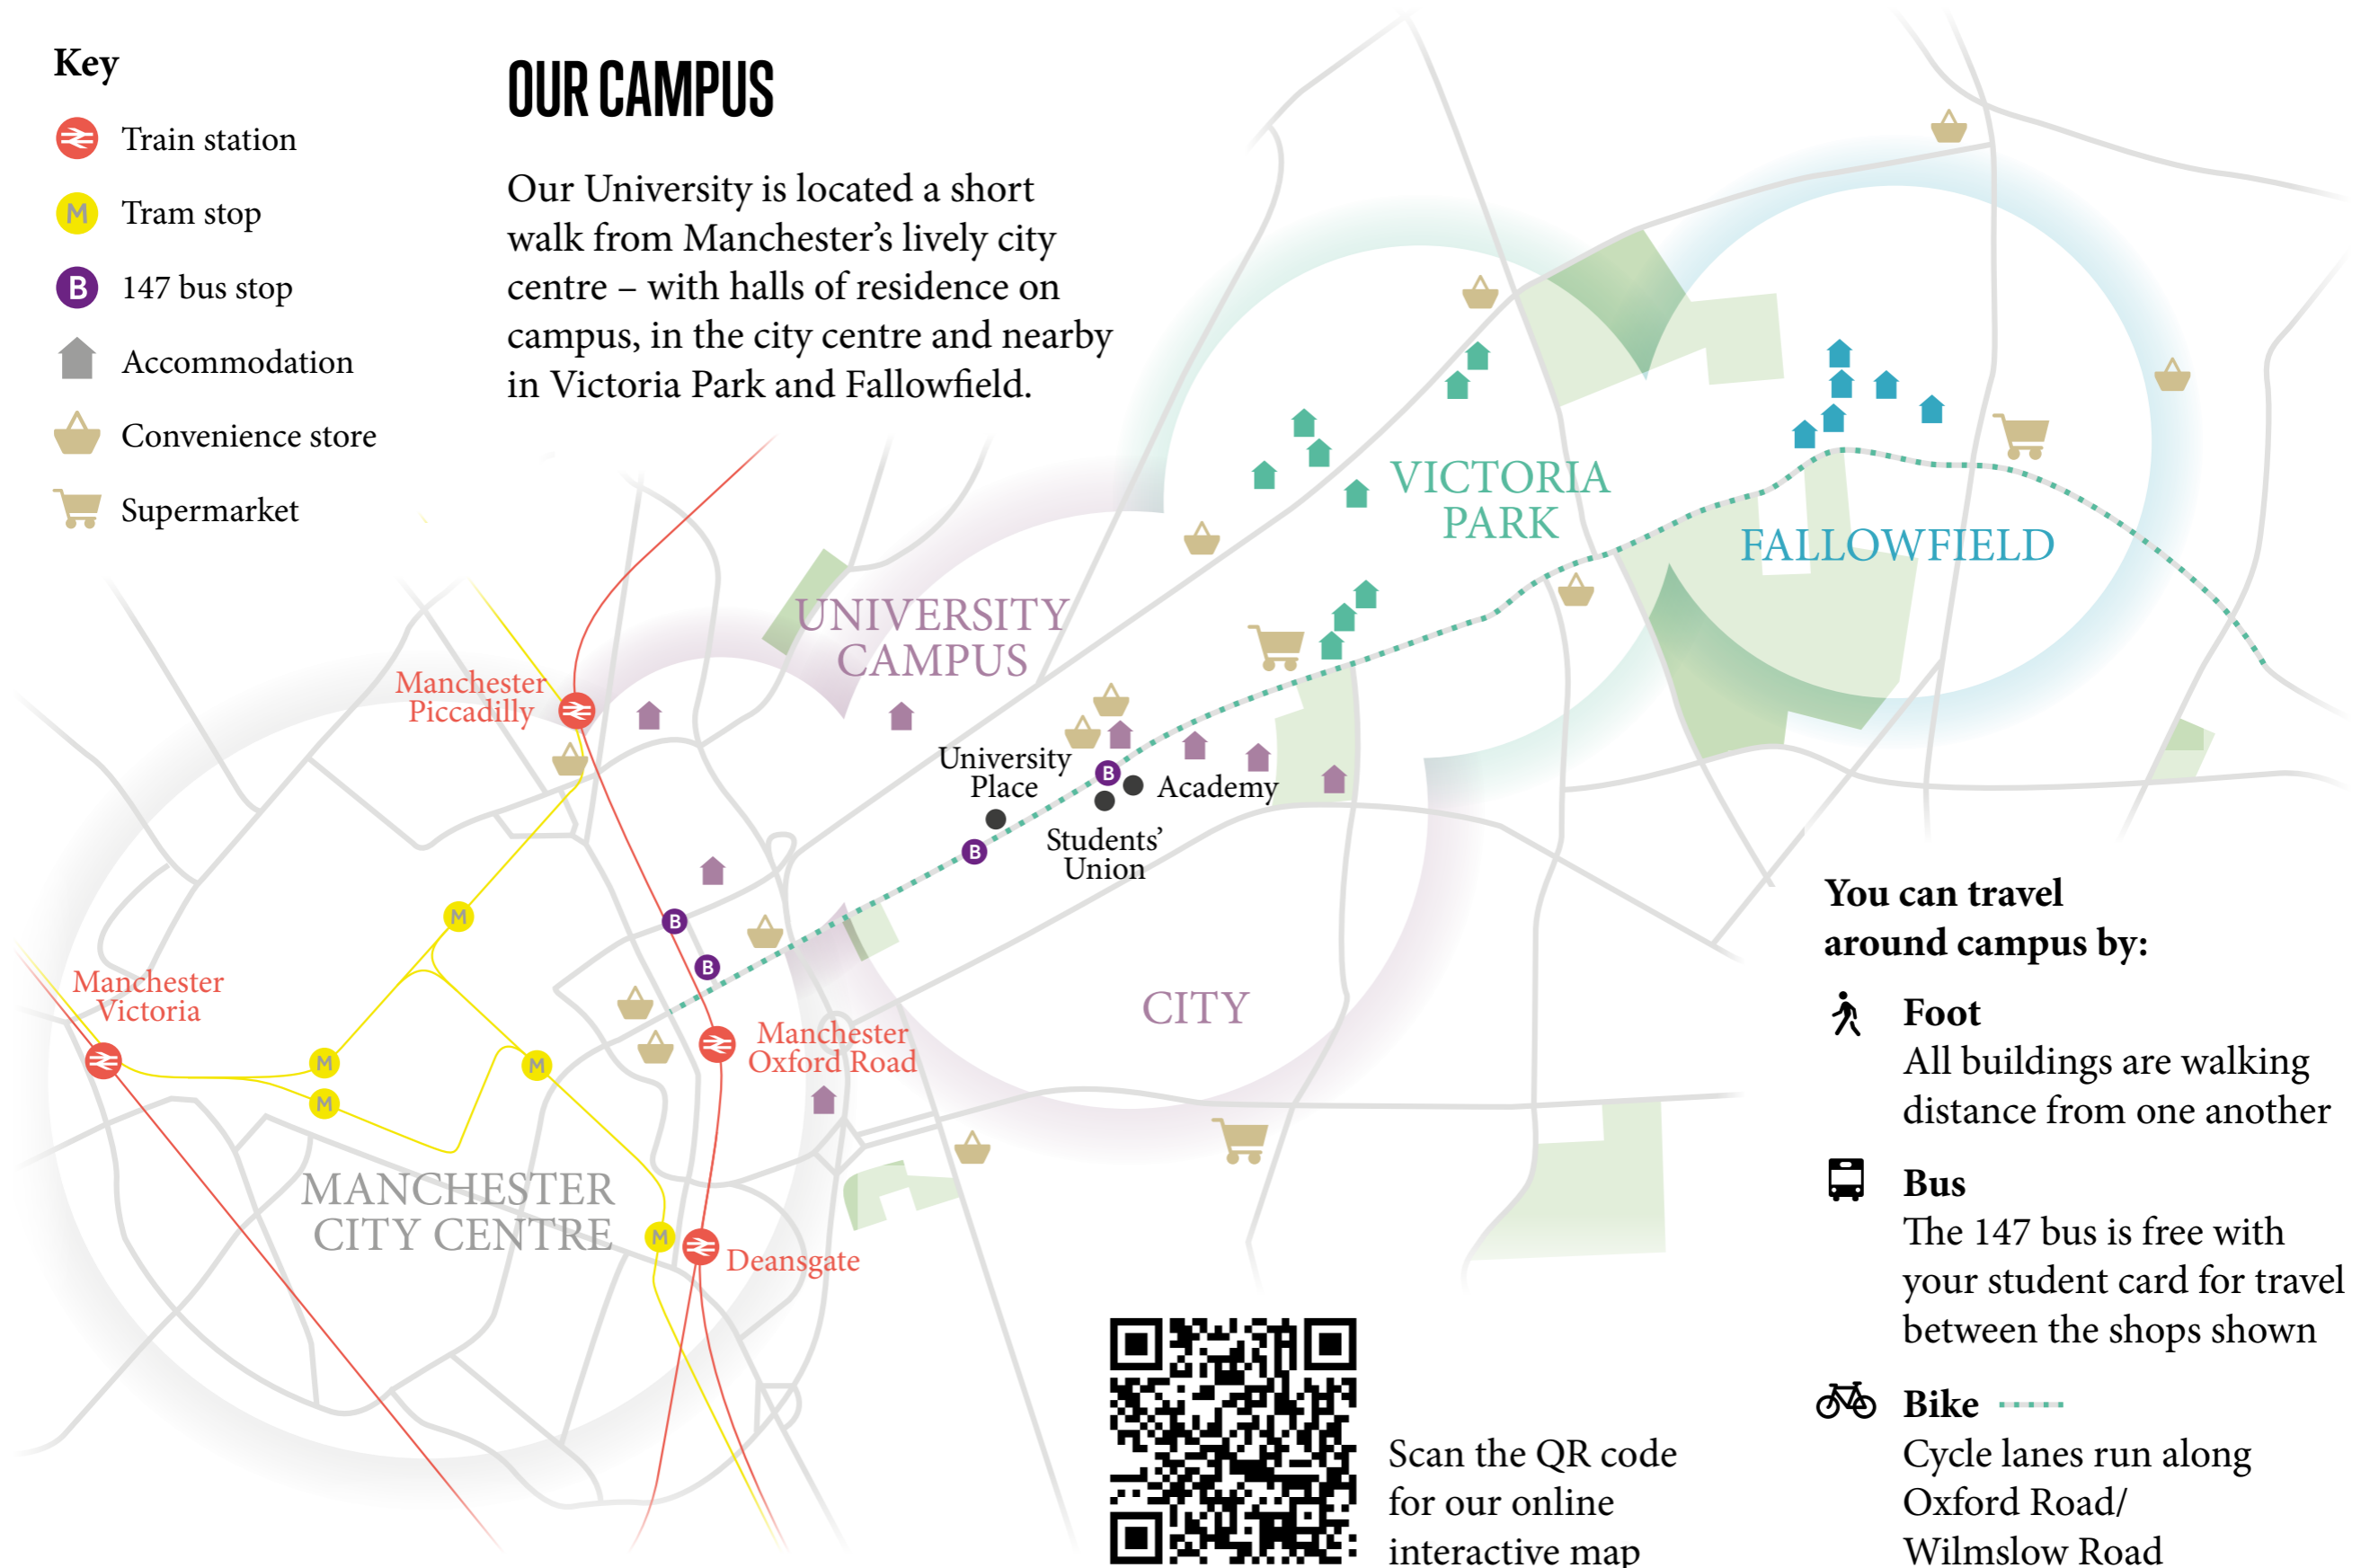 Key
Train station
M
Tram stop
B
147 bus stop
Accommodation
Convenience store
Supermarket
OUR CAMPUS
Our University is located a short
walk from Manchester's lively city
centre – with halls of residence on
campus, in the city centre and nearby
in Victoria Park and Fallowfield.
VICTORIA
PARK
FALLOWFIELD
UNIVERSITY
CAMPUS
Manchester
Piccadilly
University
Place
B
Academy
Students'
Union
B
M
B
B
Manchester
Victoria
CITY
Manchester
Oxford Road
M
M
M
MANCHESTER
CITY CENTRE
M
Deansgate
You can travel
around campus by:
Foot
All buildings are walking
distance from one another
Bus
The 147 bus is free with
your student card for travel
between the shops shown
Bike
Cycle lanes run along
Oxford Road/
Wilmslow Road
Scan the QR code
for our online
interactive map